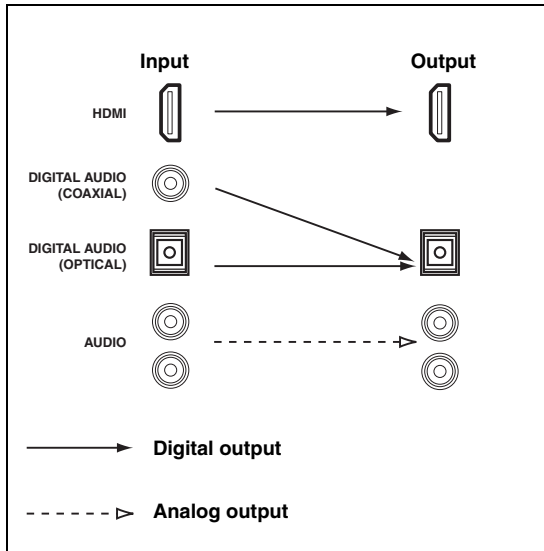 Input Output
HDMI
DIGITAL AUDIO
(COAXIAL)
DIGITAL AUDIO
(OPTICAL)
AUDIO
Digital output
Analog output